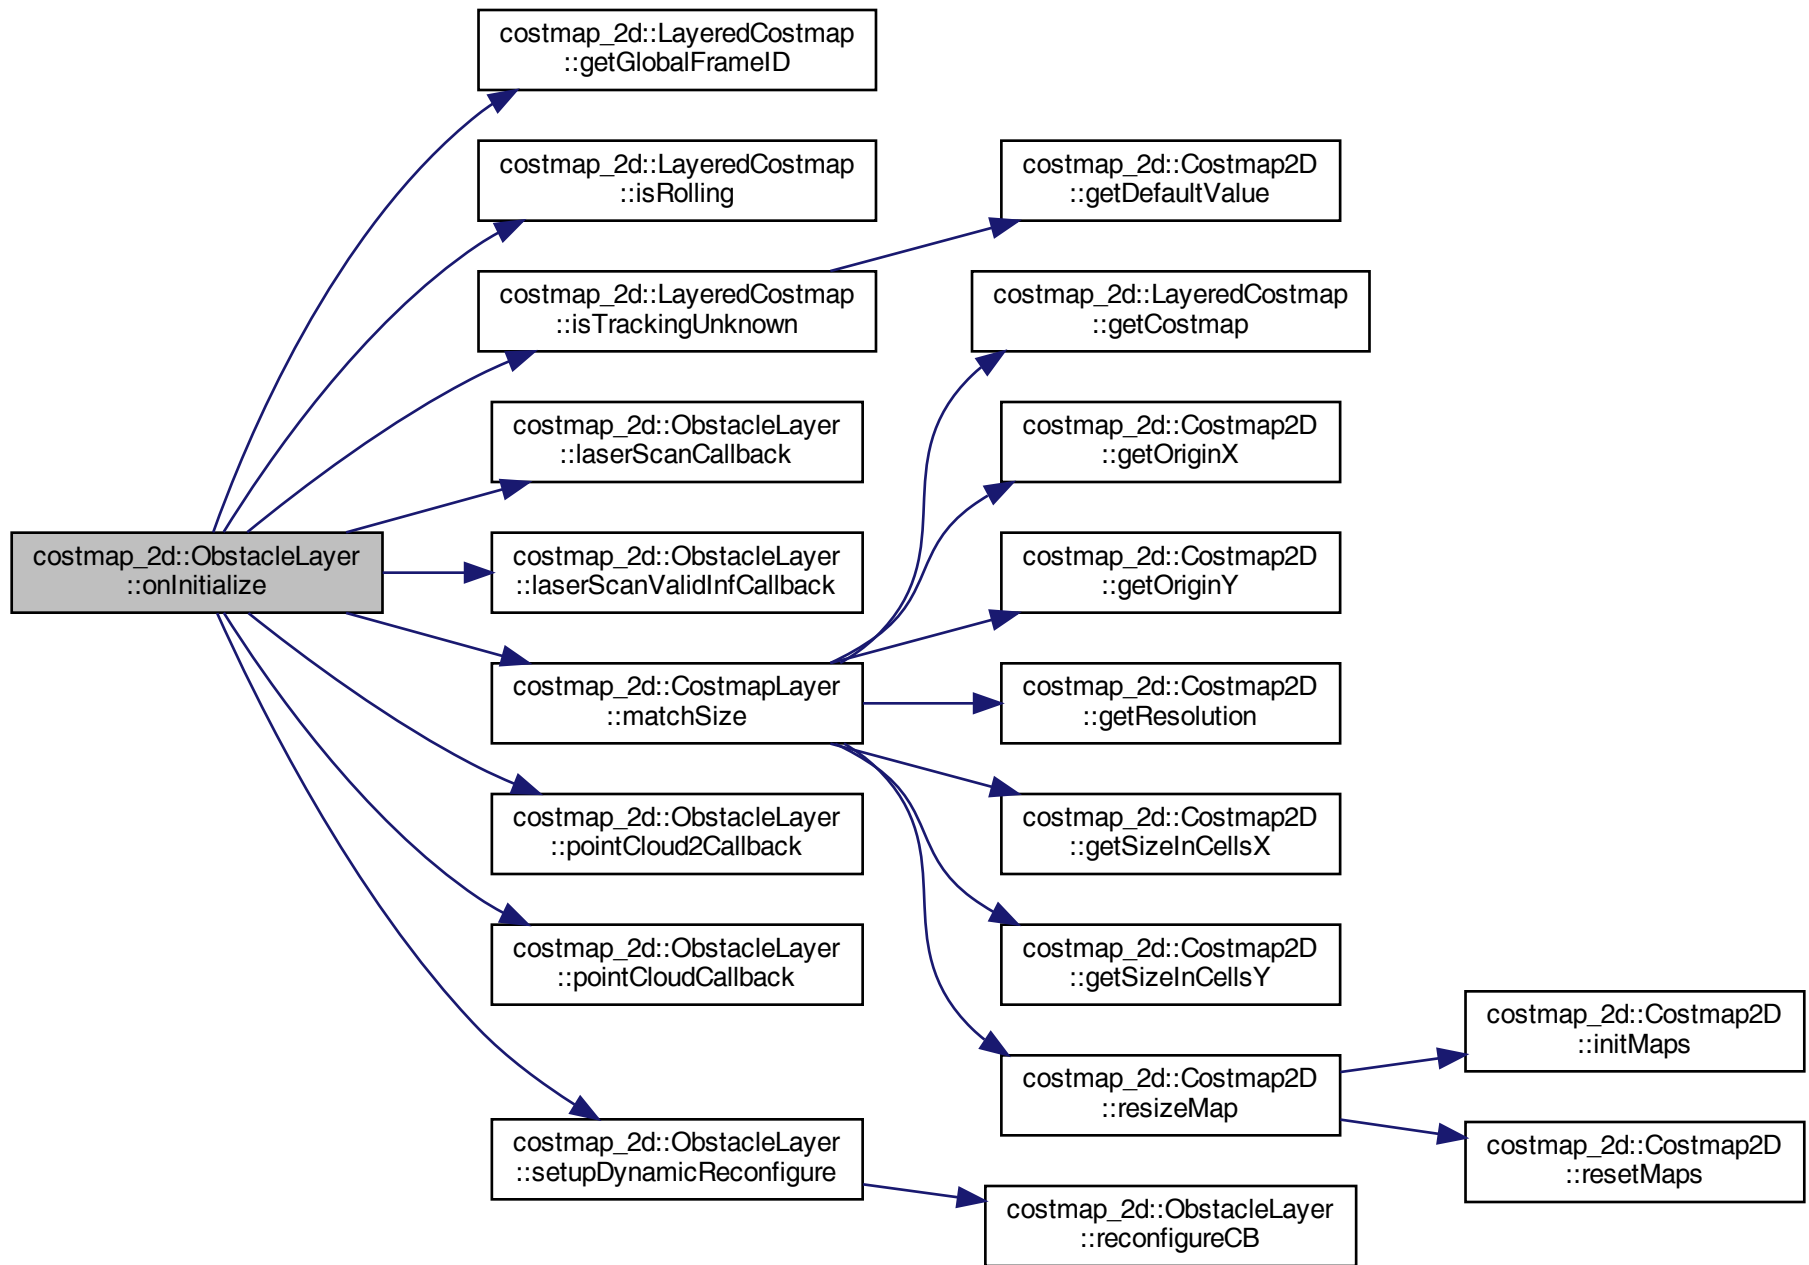 costmap_2d::ObstacleLayer
::onInitialize
costmap_2d::LayeredCostmap
::getGlobalFrameID
costmap_2d::LayeredCostmap
::isRolling
costmap_2d::LayeredCostmap
::isTrackingUnknown
costmap_2d::ObstacleLayer
::laserScanCallback
costmap_2d::ObstacleLayer
::laserScanValidInfCallback
costmap_2d::CostmapLayer
::matchSize
costmap_2d::ObstacleLayer
::pointCloud2Callback
costmap_2d::ObstacleLayer
::pointCloudCallback
costmap_2d::ObstacleLayer
::setupDynamicReconfigure
costmap_2d::Costmap2D
::getDefaultValue
costmap_2d::LayeredCostmap
::getCostmap
costmap_2d::Costmap2D
::getOriginX
costmap_2d::Costmap2D
::getOriginY
costmap_2d::Costmap2D
::getResolution
costmap_2d::Costmap2D
::getSizeInCellsX
costmap_2d::Costmap2D
::getSizeInCellsY
costmap_2d::Costmap2D
::resizeMap
costmap_2d::ObstacleLayer
::reconfigureCB
costmap_2d::Costmap2D
::initMaps
costmap_2d::Costmap2D
::resetMaps